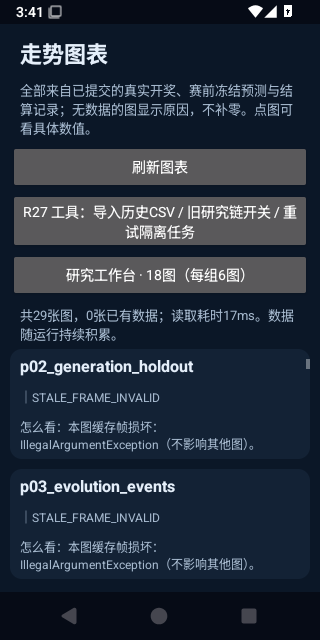 3:41
走势图表
全部来自已提交的真实开奖、赛前冻结预测与结
算记录；无数据的图显示原因，不补零。点图可
看具体数值。
刷新图表
R27 工具：导入历史CSV / 旧研究链开关 / 重
试隔离任务
研究工作台 · 18图（每组6图）
共29张图，0张已有数据；读取耗时17ms。数据
随运行持续积累。
p02_generation_holdout
STALE_FRAME_INVALID
怎么看：本图缓存帧损坏：
IllegalArgumentException（不影响其他图）。
p03_evolution_events
STALE_FRAME_INVALID
怎么看：本图缓存帧损坏：
IllegalArgumentException（不影响其他图）。